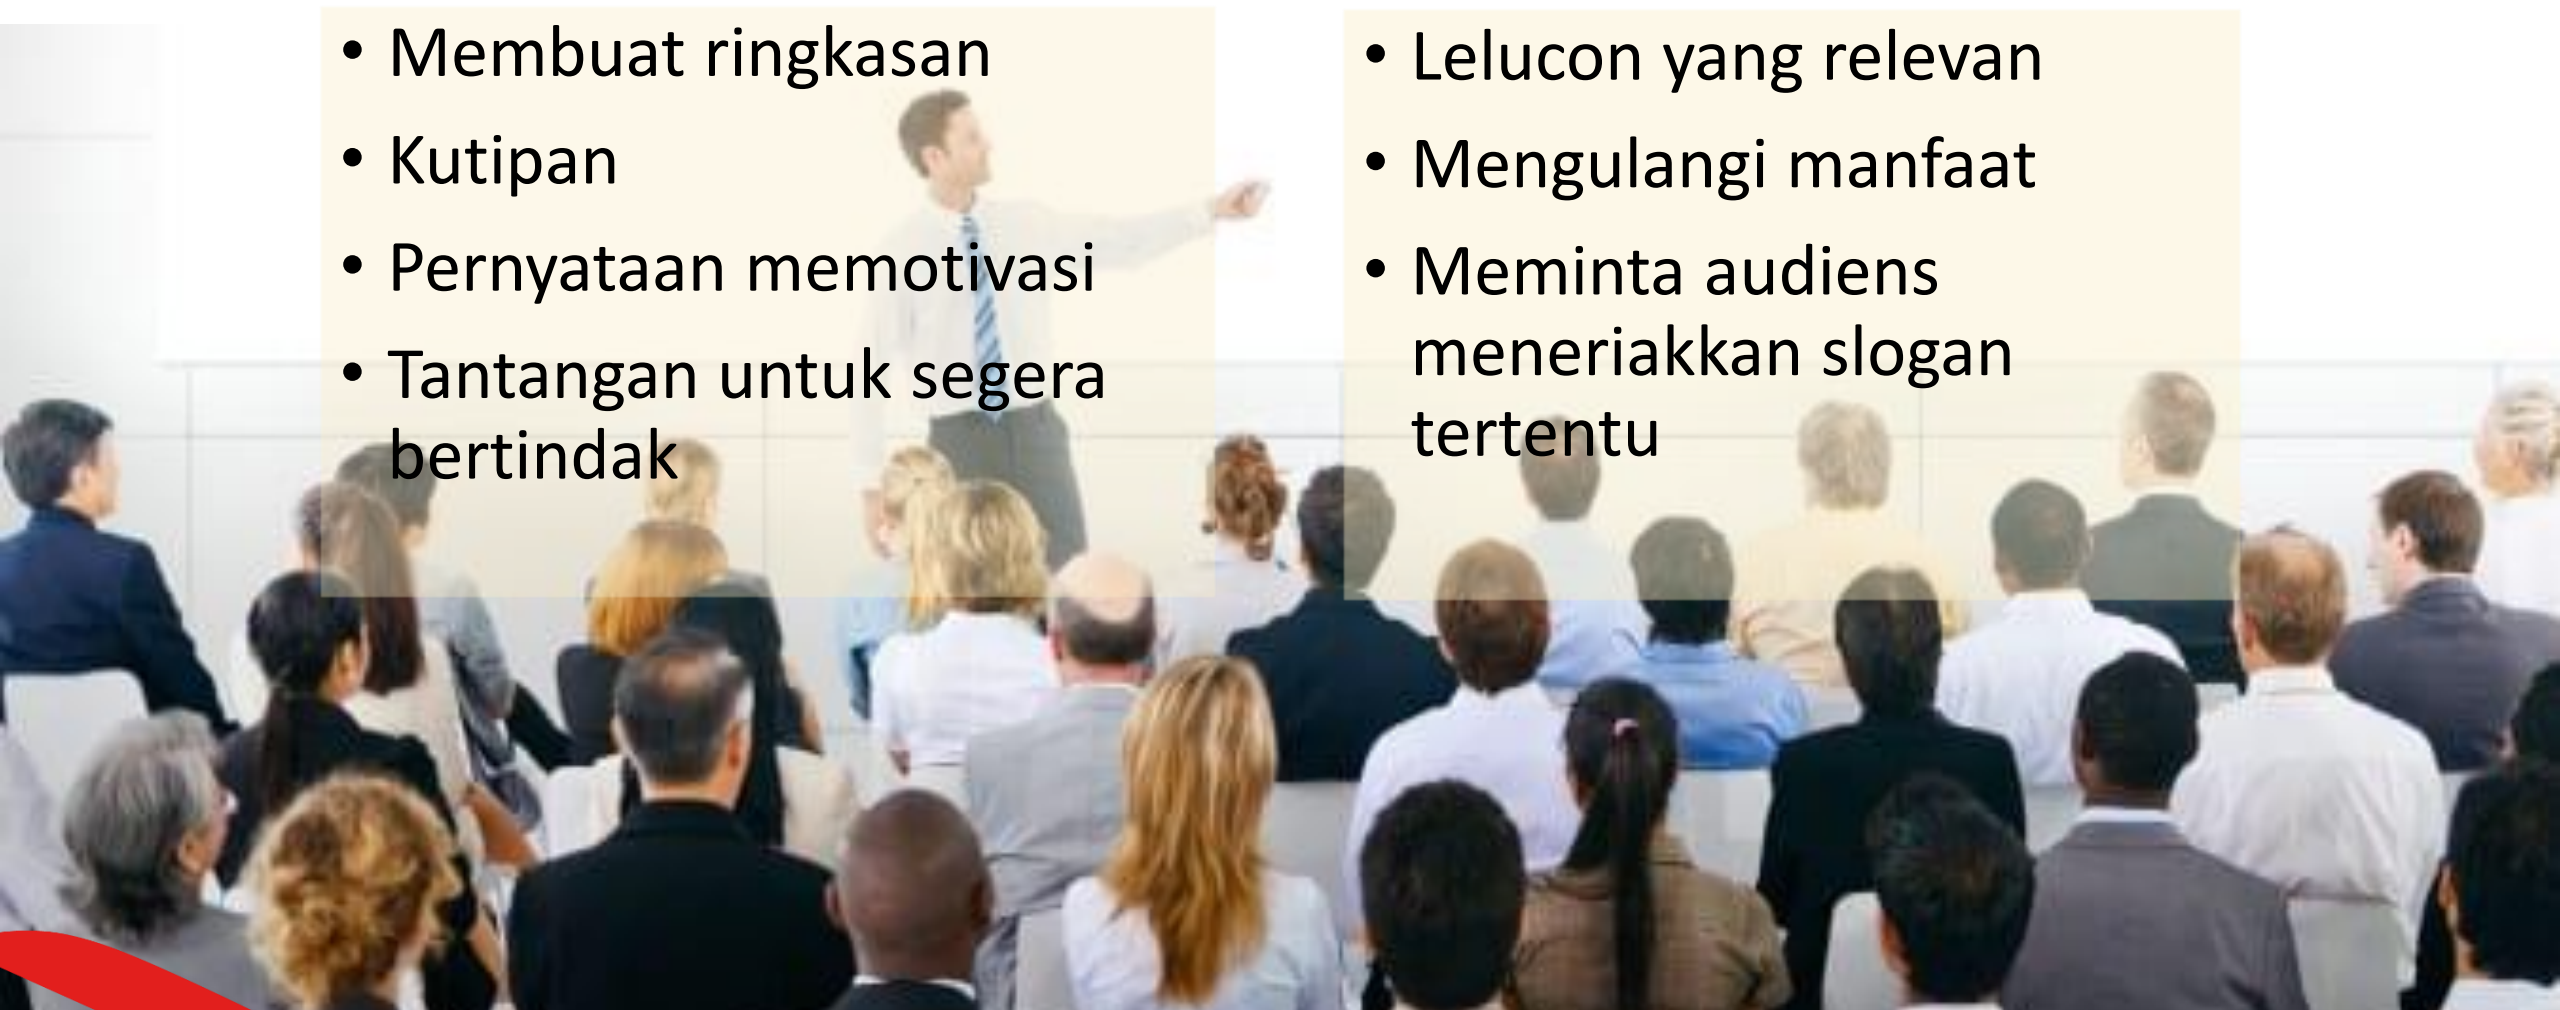 • Membuat ringkasan
• Kutipan
• Pernyataan memotivasi
• Tantangan untuk segera
bertindak
• Lelucon yang relevan
• Mengulangi manfaat
• Meminta audiens
meneriakkan slogan
tertentu